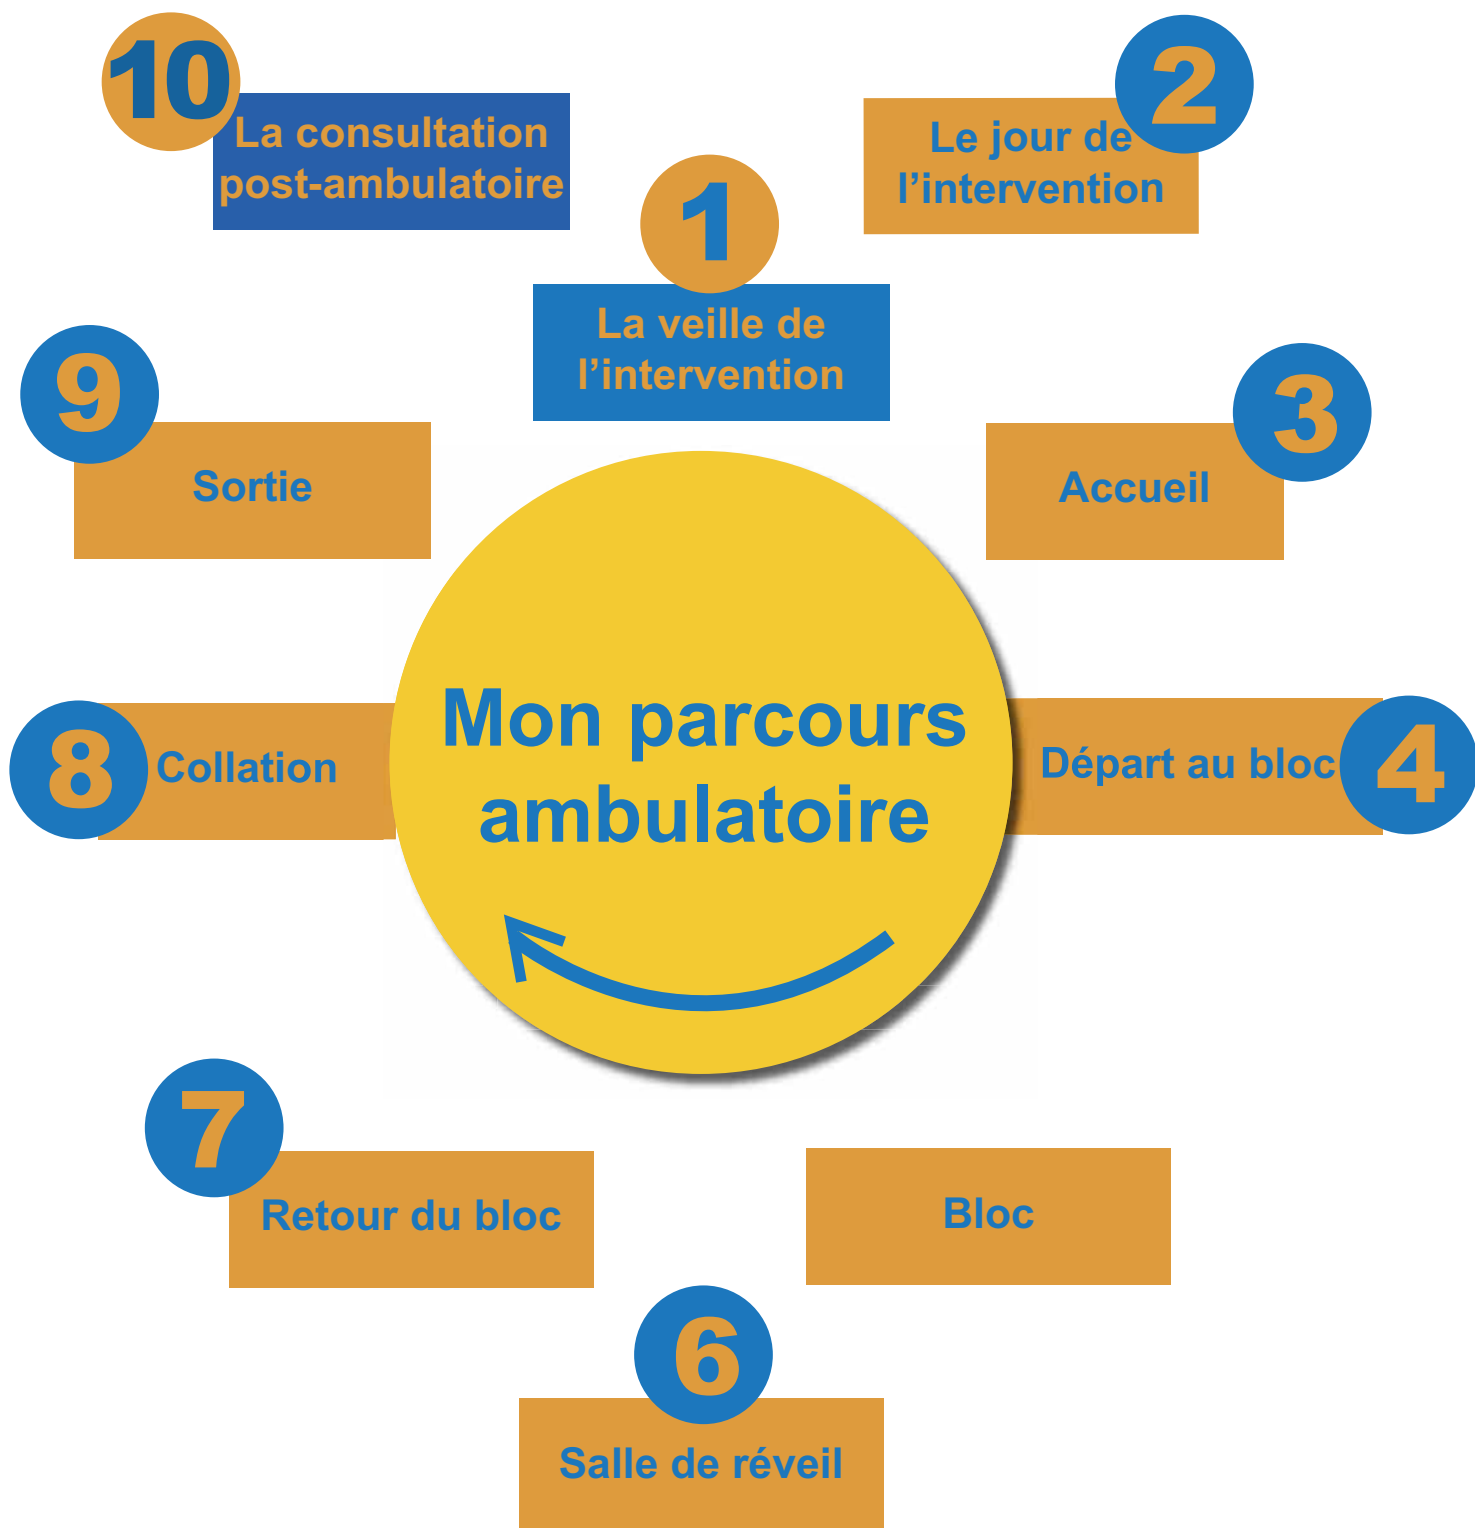 10
La consultation
post-ambulatoire
1
La veille de
l’intervention
2
Le jour de
l’intervention
3
Accueil
4
Départ au bloc
Bloc
6
Salle de réveil
7
Retour du bloc
8
Collation
9
Sortie
Mon parcours
ambulatoire